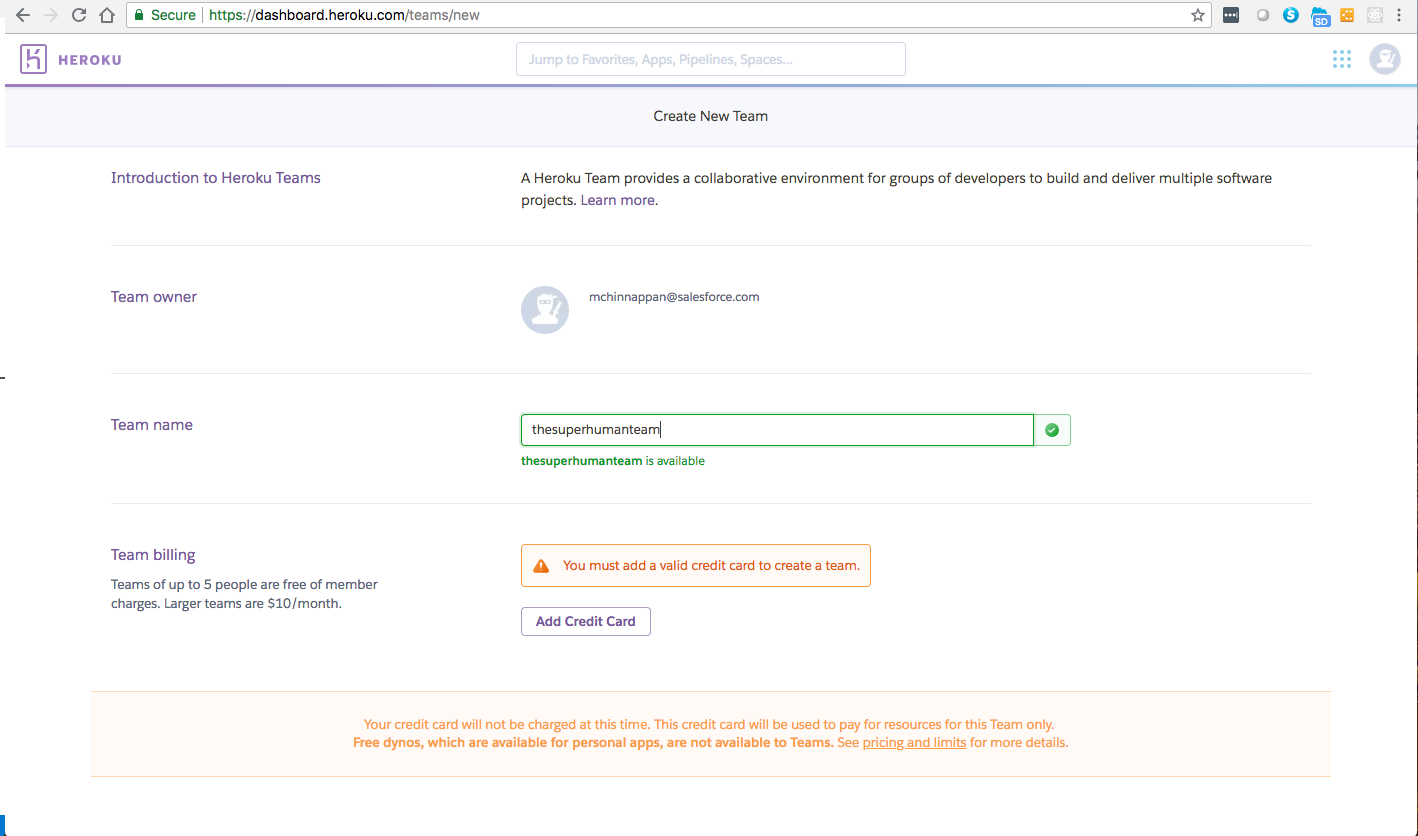 Secure https://dashboard.heroku.com/teams/new
SD
HEROKU
Jump to Favorites, Apps, Pipelines, Spaces...
Create New Team
Introduction to Heroku Teams
A Heroku Team provides a collaborative environment for groups of developers to build and deliver multiple software
projects. Learn more.
Team owner
mchinnappan@salesforce.com
Team name
thesuperhumanteam
thesuperhumanteam is available
Team billing
Teams of up to 5 people are free of member
charges. Larger teams are $10/month.
You must add a valid credit card to create a team.
Add Credit Card
Your credit card will not be charged at this time. This credit card will be used to pay for resources for this Team only.
Free dynos, which are available for personal apps, are not available to Teams. See pricing and limits for more details.